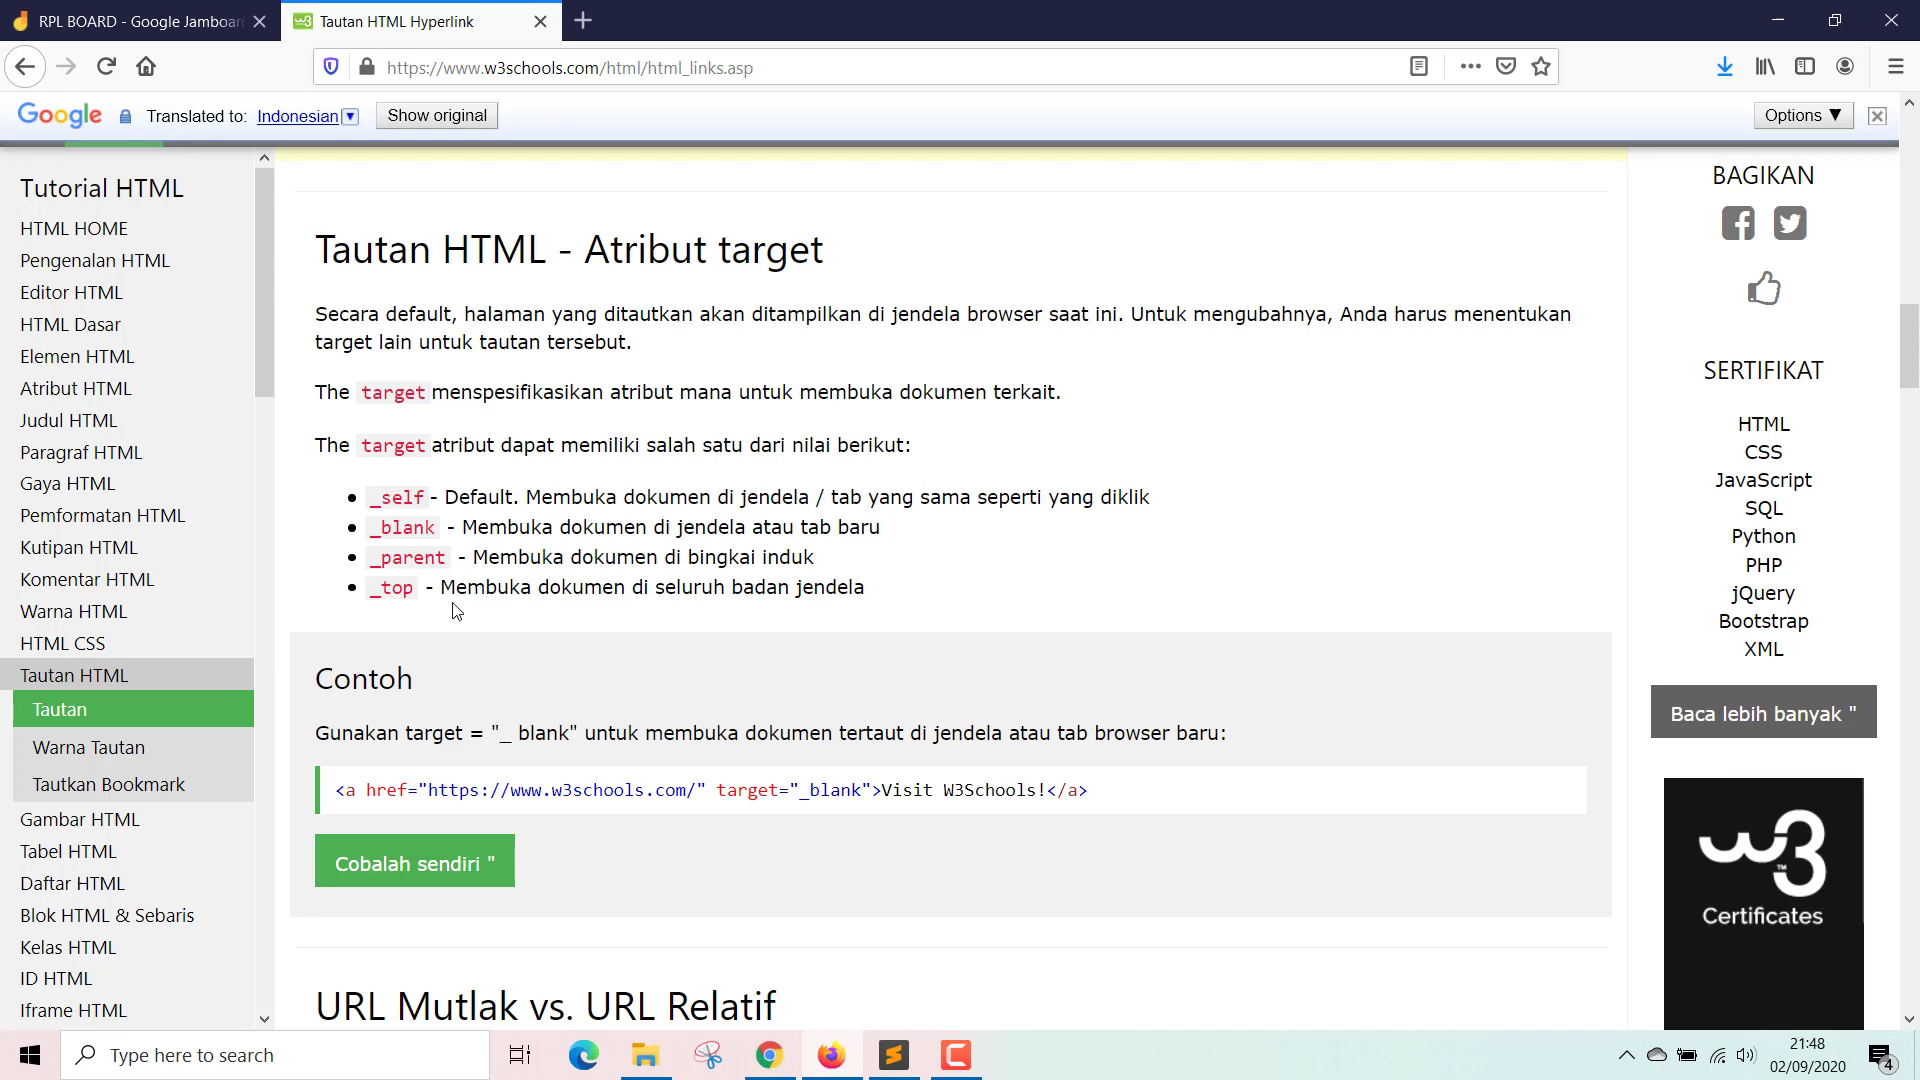 RPL BOARD - Google Jamboard
Tautan HTML Hyperlink
https://www.w3schools.com/html/html_links.asp
Google
Translated to: Indonesian
Show original
Options ▼
Tutorial HTML
HTML HOME
Pengenalan HTML
Editor HTML
HTML Dasar
Elemen HTML
Atribut HTML
Judul HTML
Paragraf HTML
Gaya HTML
Pemformatan HTML
Kutipan HTML
Komentar HTML
Warna HTML
HTML CSS
Tautan HTML
Tautan
Warna Tautan
Tautkan Bookmark
Gambar HTML
Tabel HTML
Daftar HTML
Blok HTML & Sebaris
Kelas HTML
ID HTML
Iframe HTML
Tautan HTML - Atribut target
Secara default, halaman yang ditautkan akan ditampilkan di jendela browser saat ini. Untuk mengubahnya, Anda harus menentukan
target lain untuk tautan tersebut.
The target menspesifikasikan atribut mana untuk membuka dokumen terkait.
The target atribut dapat memiliki salah satu dari nilai berikut:
• _self - Default. Membuka dokumen di jendela / tab yang sama seperti yang diklik
• _blank - Membuka dokumen di jendela atau tab baru
• _parent - Membuka dokumen di bingkai induk
• _top - Membuka dokumen di seluruh badan jendela
Contoh
Gunakan target = "_ blank" untuk membuka dokumen tertaut di jendela atau tab browser baru:
<a href="https://www.w3schools.com/" target="_blank">Visit W3Schools!</a>
Cobalah sendiri "
URL Mutlak vs. URL Relatif
BAGIKAN
SERTIFIKAT
HTML
CSS
JavaScript
SQL
Python
PHP
jQuery
Bootstrap
XML
Baca lebih banyak "
w3
TM
Certificates
Type here to search
21:48
02/09/2020
4